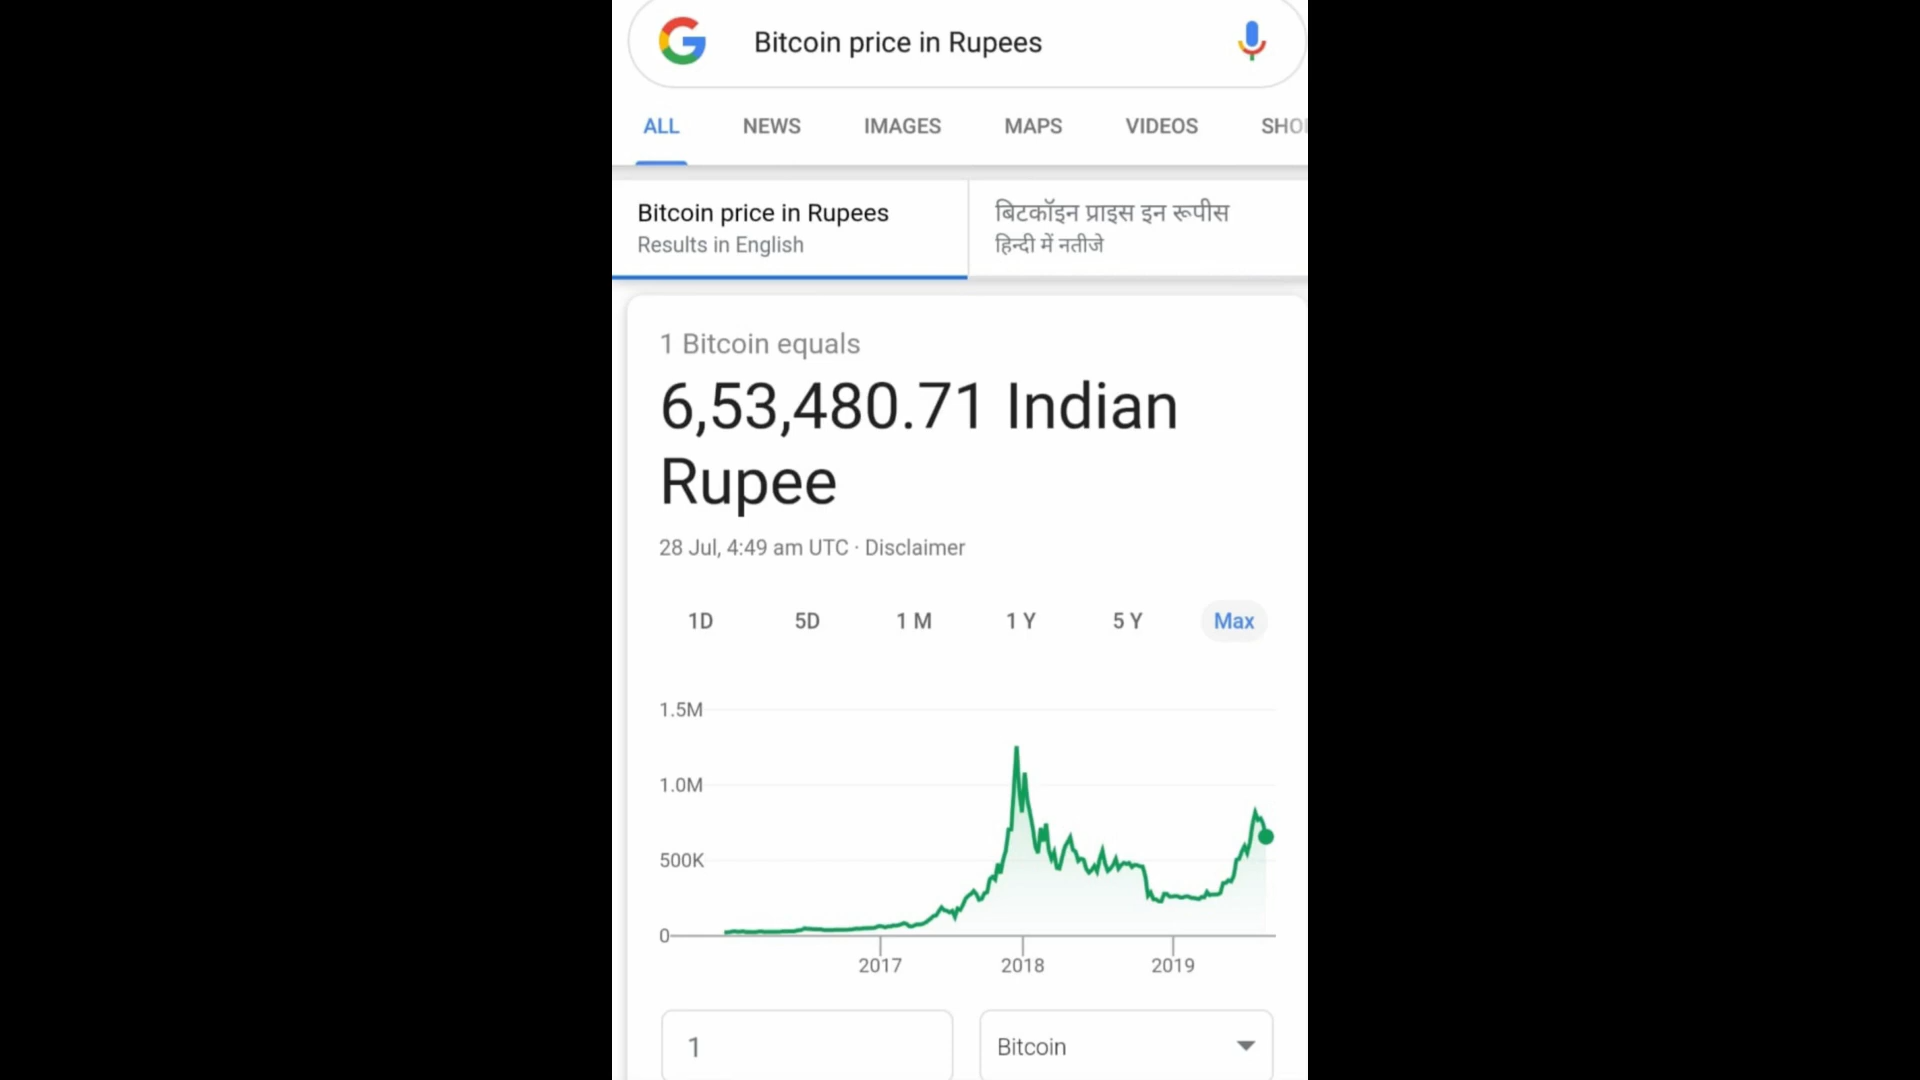 Bitcoin price in Rupees
ALL NEWS IMAGES MAPS VIDEOS
Bitcoin price in Rupees
Results in English
बिटकॉइन प्राइस इन रूपीस
हिन्दी में नतीजे
1 Bitcoin equals
6,53,480.71 Indian
Rupee
28 Jul, 4:49 am UTC · Disclaimer
1D 5D 1 M 1 Y 5 Y Max
1.5M
1.0M
500K
0
2017 2018 2019
1 Bitcoin